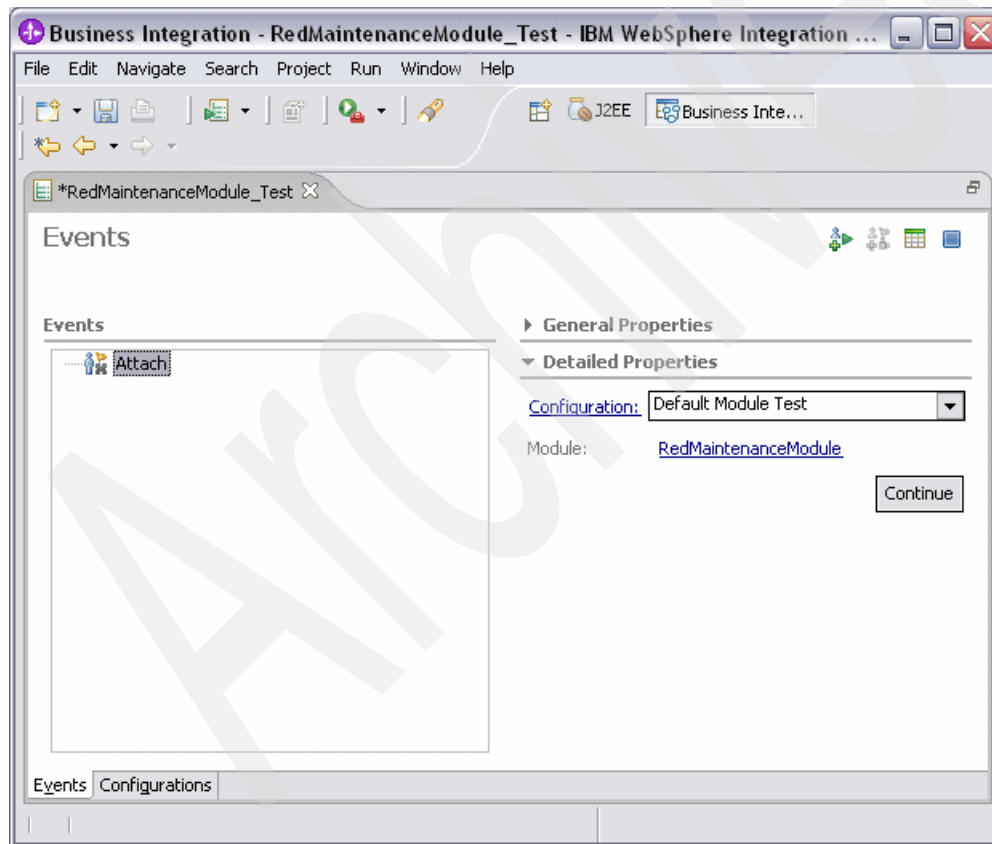 Business Integration - RedMaintenanceModule_Test - IBM WebSphere Integration ...
File Edit Navigate Search Project Run Window Help
J2EE Business Inte...
*RedMaintenanceModule_Test
Events
Events
General Properties
Attach
Detailed Properties
Configuration: Default Module Test
Module: RedMaintenanceModule
Continue
Events Configurations
Archive